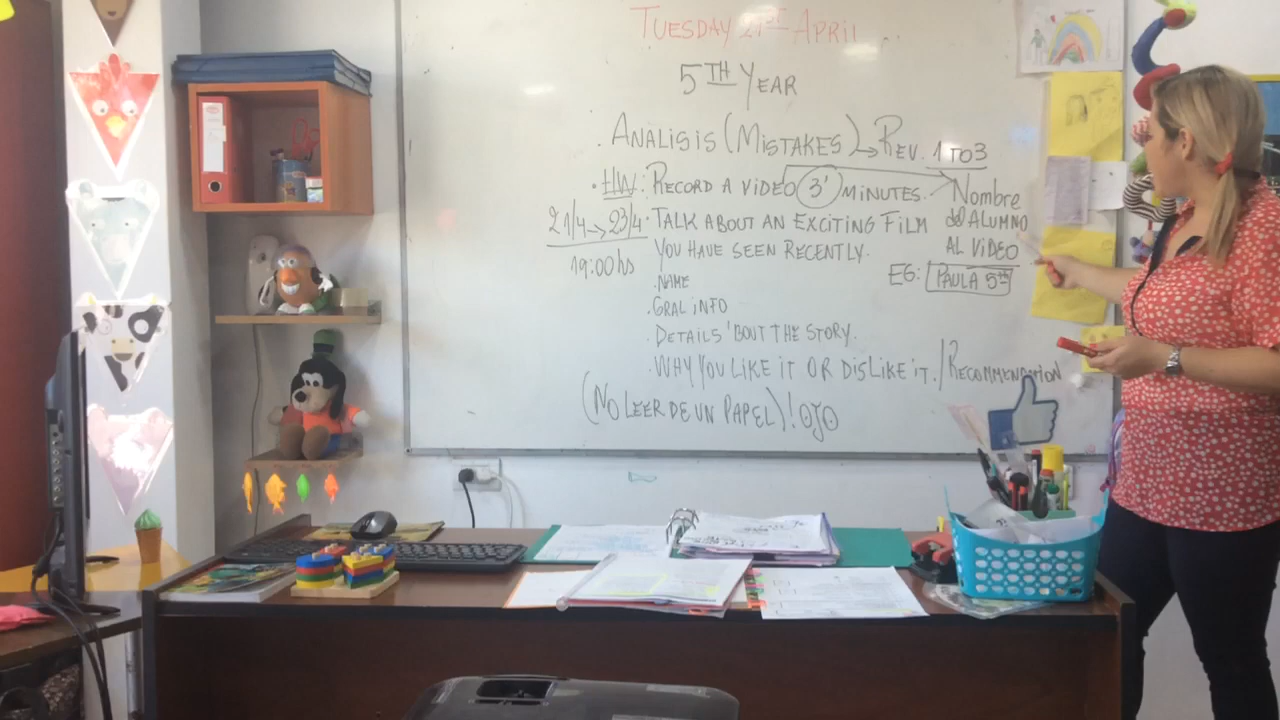 TUESDAY 21ST APRIL
5TH YEAR
. ANALISIS (MISTAKES) → REV. 1 TO 3
. HW: RECORD A VIDEO 3' MINUTES.
21/4 → 23/4
19:00hs
. TALK ABOUT AN EXCITING FILM
YOU HAVE SEEN RECENTLY.
. NAME
. GRAL INFO
. DETAILS 'BOUT THE STORY.
. WHY YOU LIKE IT OR DISLIKE IT. / RECOMMENDATION
(NO LEER DE UN PAPEL)! OJO
NOMBRE
del ALUMNO
AL VIDEO
EG: PAULA 5th